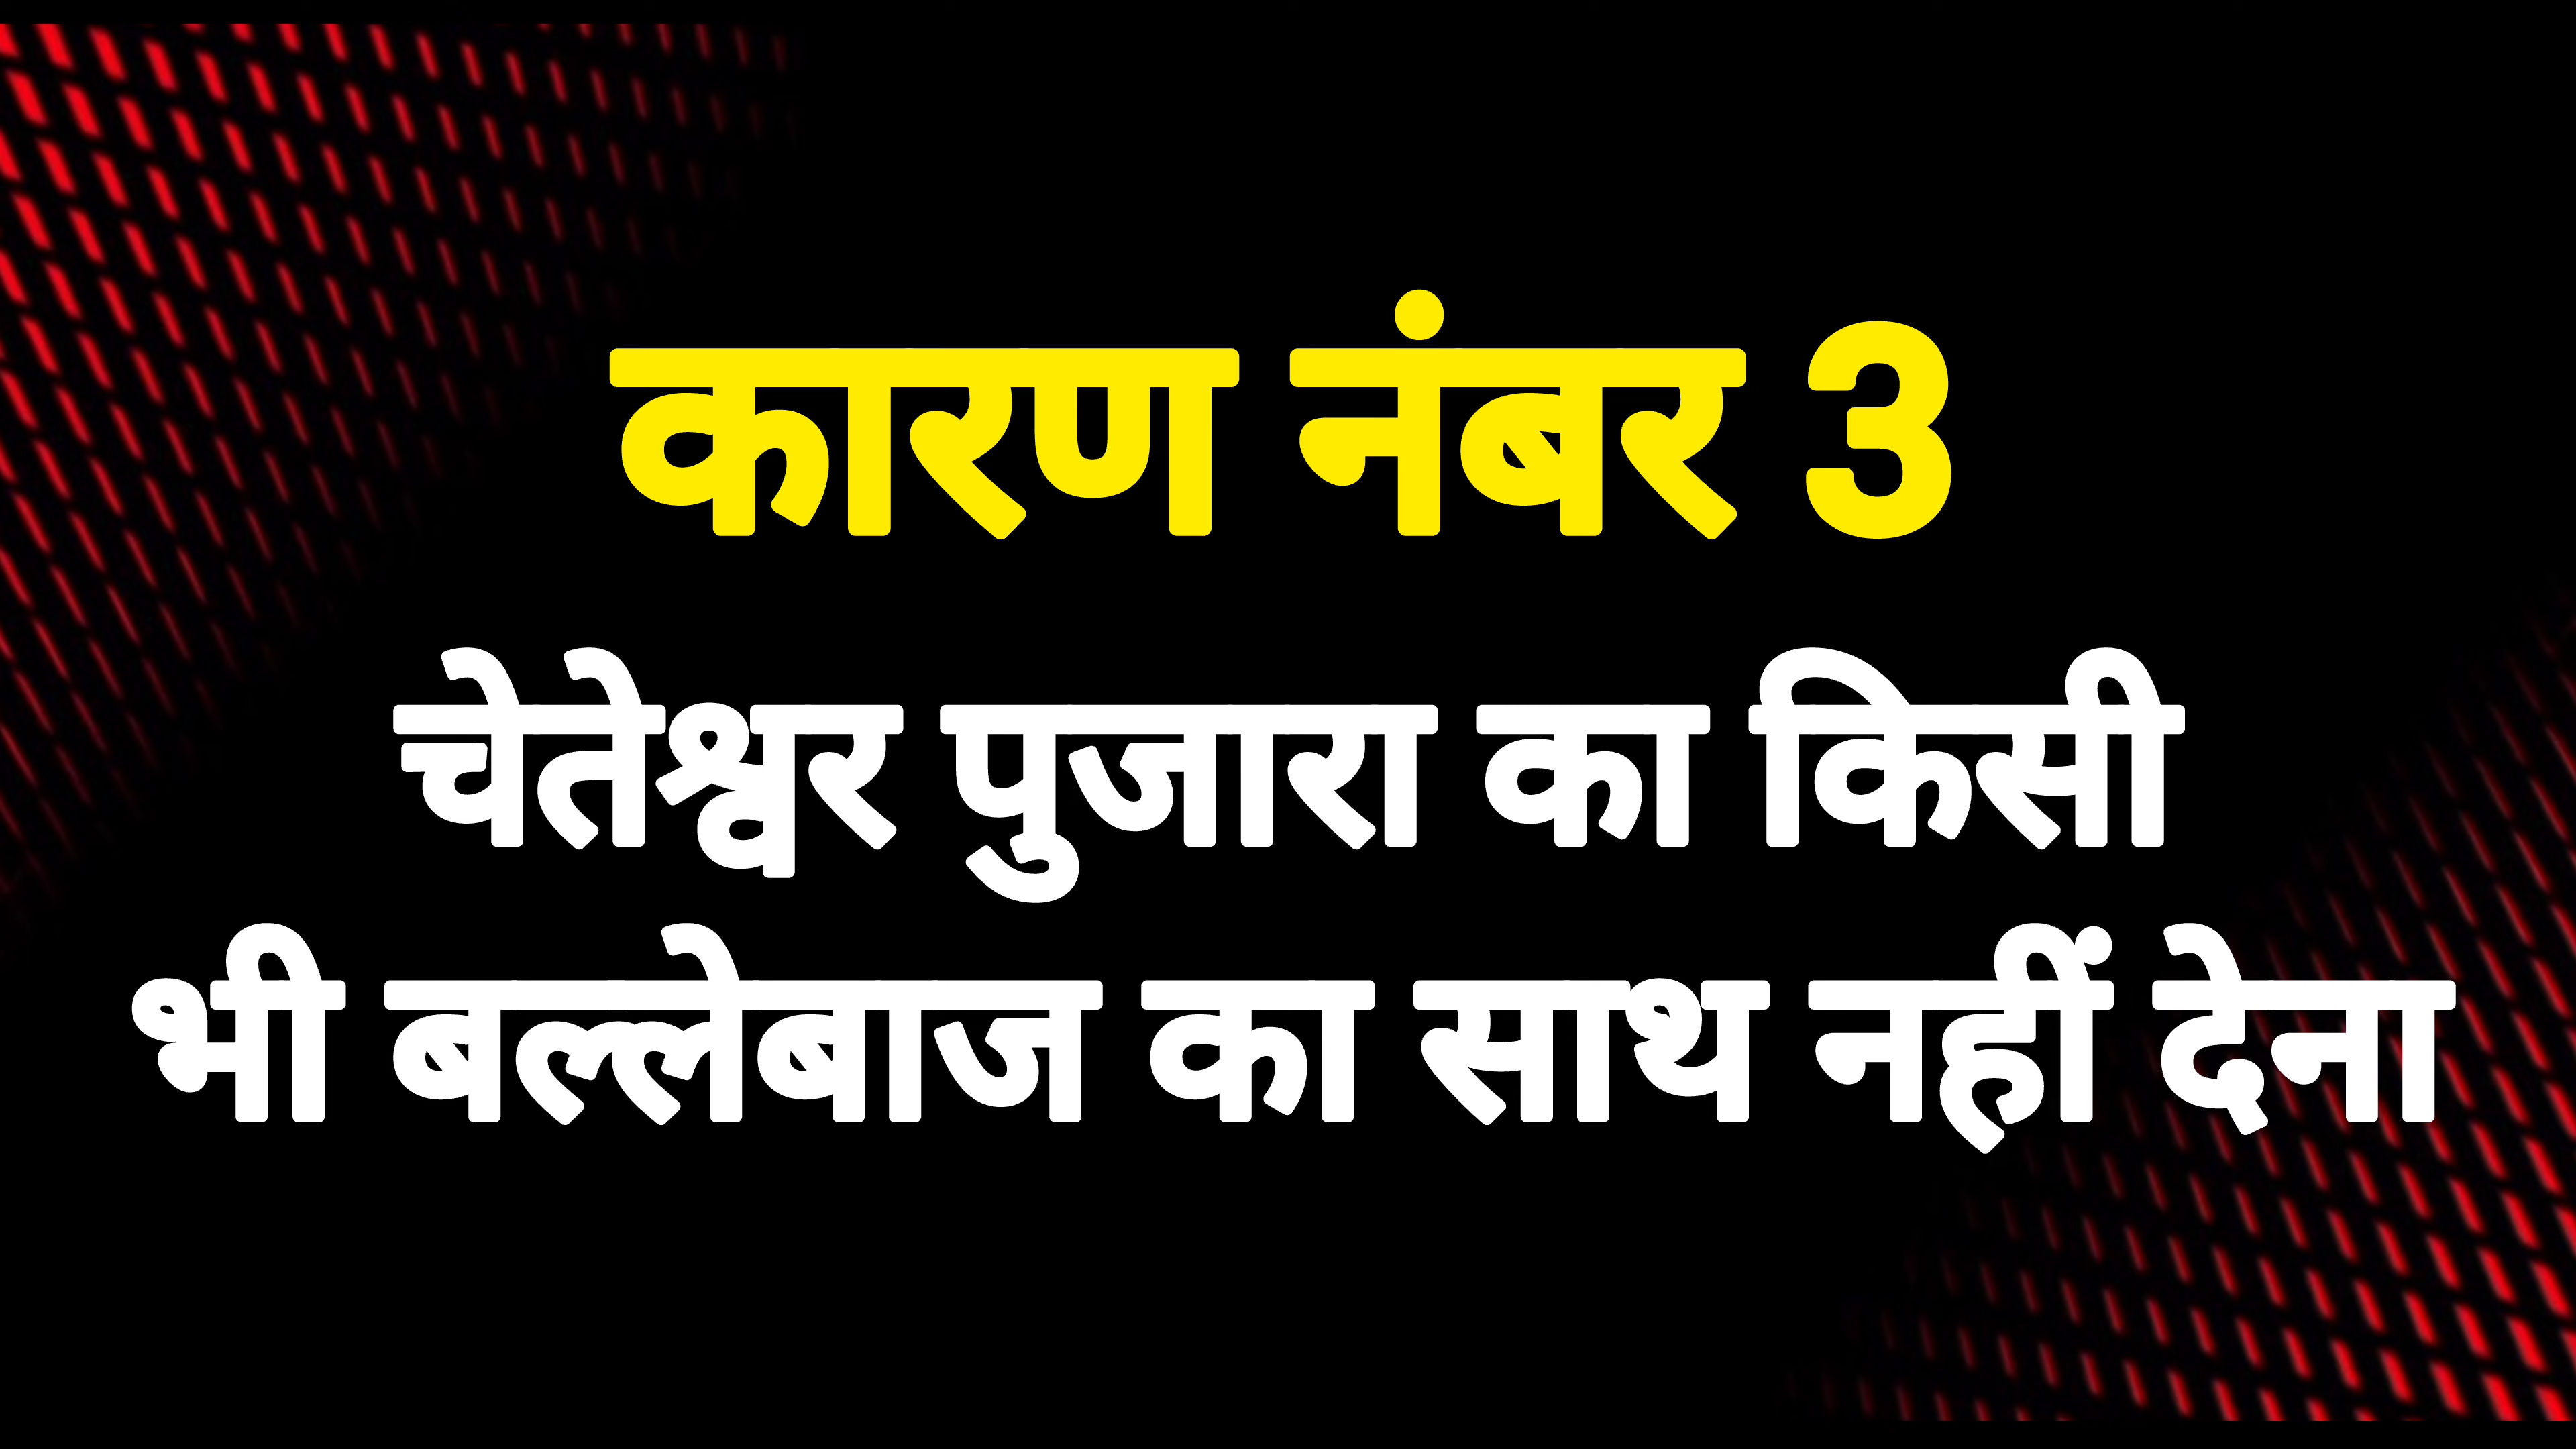 कारण नंबर 3
चेतेश्वर पुजारा का किसी
भी बल्लेबाज का साथ नहीं देना